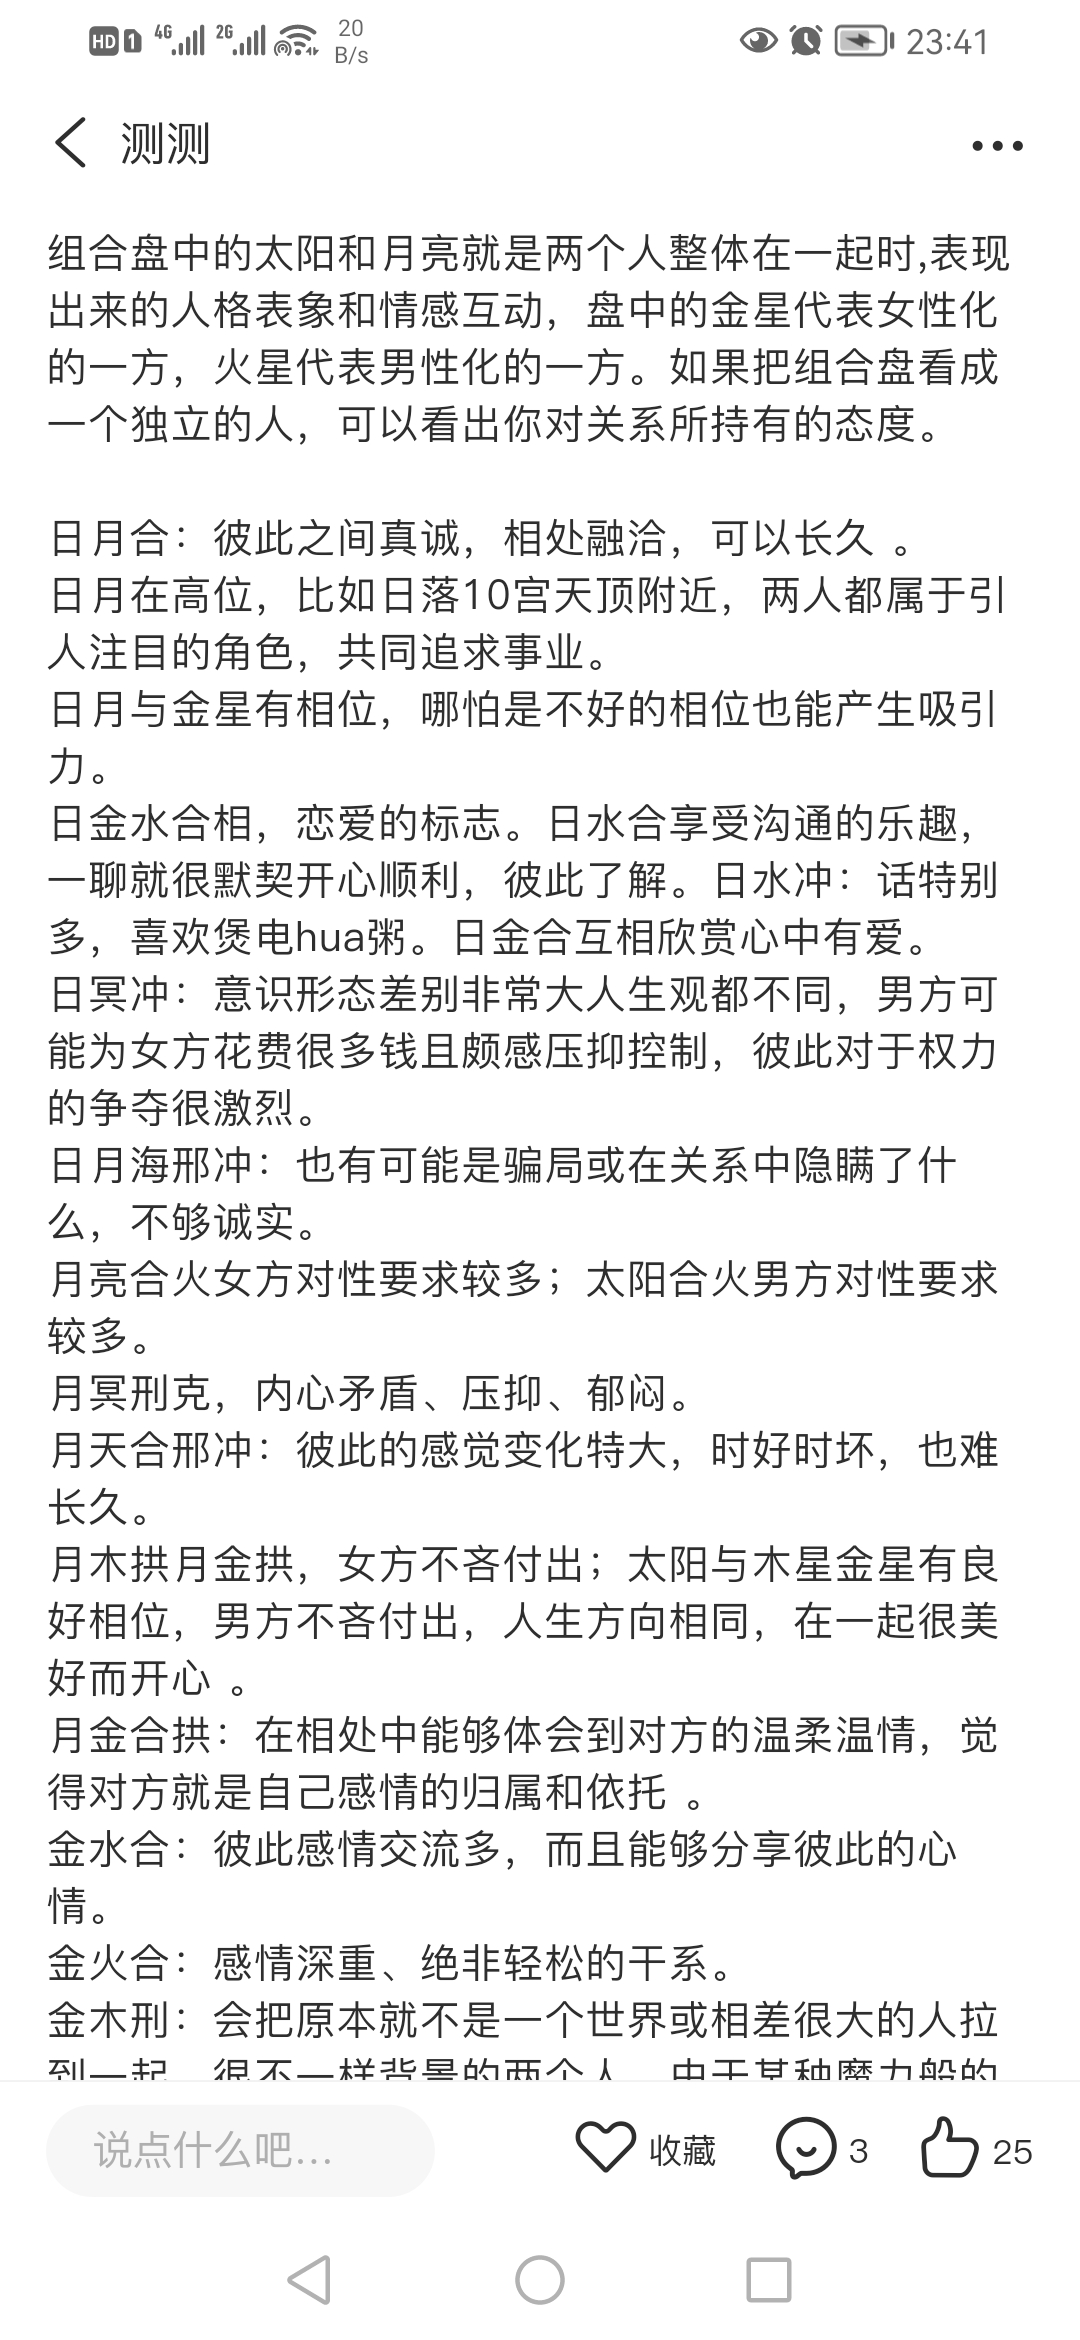 HD 1 4G 2G 20 B/s 23:41
测测
组合盘中的太阳和月亮就是两个人整体在一起时,表现
出来的人格表象和情感互动，盘中的金星代表女性化
的一方，火星代表男性化的一方。如果把组合盘看成
一个独立的人，可以看出你对关系所持有的态度。
日月合：彼此之间真诚，相处融洽，可以长久 。
日月在高位，比如日落10宫天顶附近，两人都属于引
人注目的角色，共同追求事业。
日月与金星有相位，哪怕是不好的相位也能产生吸引
力。
日金水合相，恋爱的标志。日水合享受沟通的乐趣，
一聊就很默契开心顺利，彼此了解。日水冲：话特别
多，喜欢煲电hua粥。日金合互相欣赏心中有爱。
日冥冲：意识形态差别非常大人生观都不同，男方可
能为女方花费很多钱且颇感压抑控制，彼此对于权力
的争夺很激烈。
日月海邢冲：也有可能是骗局或在关系中隐瞒了什
么，不够诚实。
月亮合火女方对性要求较多；太阳合火男方对性要求
较多。
月冥刑克，内心矛盾、压抑、郁闷。
月天合邢冲：彼此的感觉变化特大，时好时坏，也难
长久。
月木拱月金拱，女方不吝付出；太阳与木星金星有良
好相位，男方不吝付出，人生方向相同，在一起很美
好而开心 。
月金合拱：在相处中能够体会到对方的温柔温情，觉
得对方就是自己感情的归属和依托 。
金水合：彼此感情交流多，而且能够分享彼此的心
情。
金火合：感情深重、绝非轻松的干系。
金木刑：会把原本就不是一个世界或相差很大的人拉
到一起，很不一样背景的两个人，由于某种魔力般的
说点什么吧... 收藏 3 25